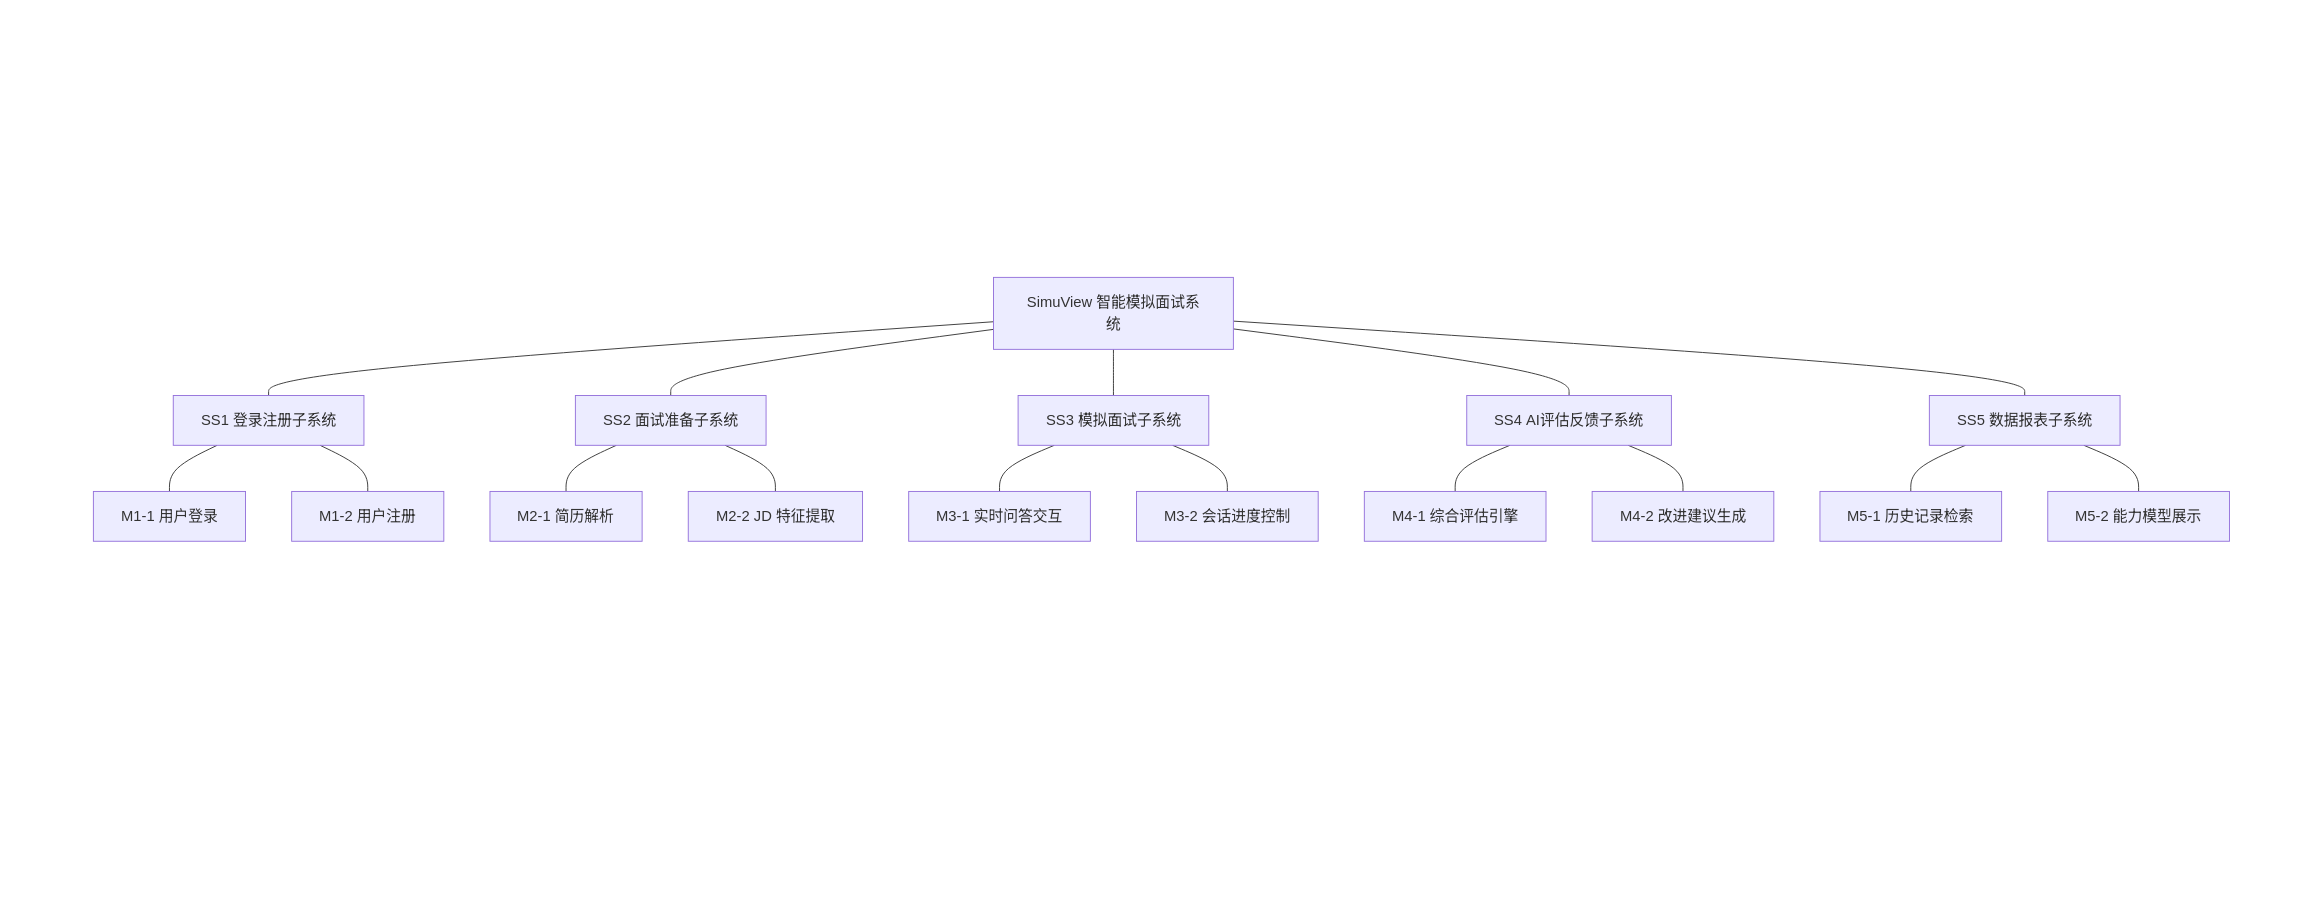 SimuView 智能模拟面试系
统
SS1 登录注册子系统
SS2 面试准备子系统
SS3 模拟面试子系统
SS4 AI评估反馈子系统
SS5 数据报表子系统
M1-1 用户登录
M1-2 用户注册
M2-1 简历解析
M2-2 JD 特征提取
M3-1 实时问答交互
M3-2 会话进度控制
M4-1 综合评估引擎
M4-2 改进建议生成
M5-1 历史记录检索
M5-2 能力模型展示